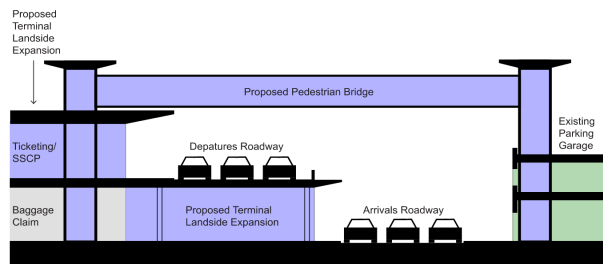 Proposed
Terminal
Landside
Expansion
Proposed Pedestrian Bridge
Existing
Parking
Garage
Ticketing/
SSCP
Depatures Roadway
Baggage
Claim
Proposed Terminal
Landside Expansion
Arrivals Roadway